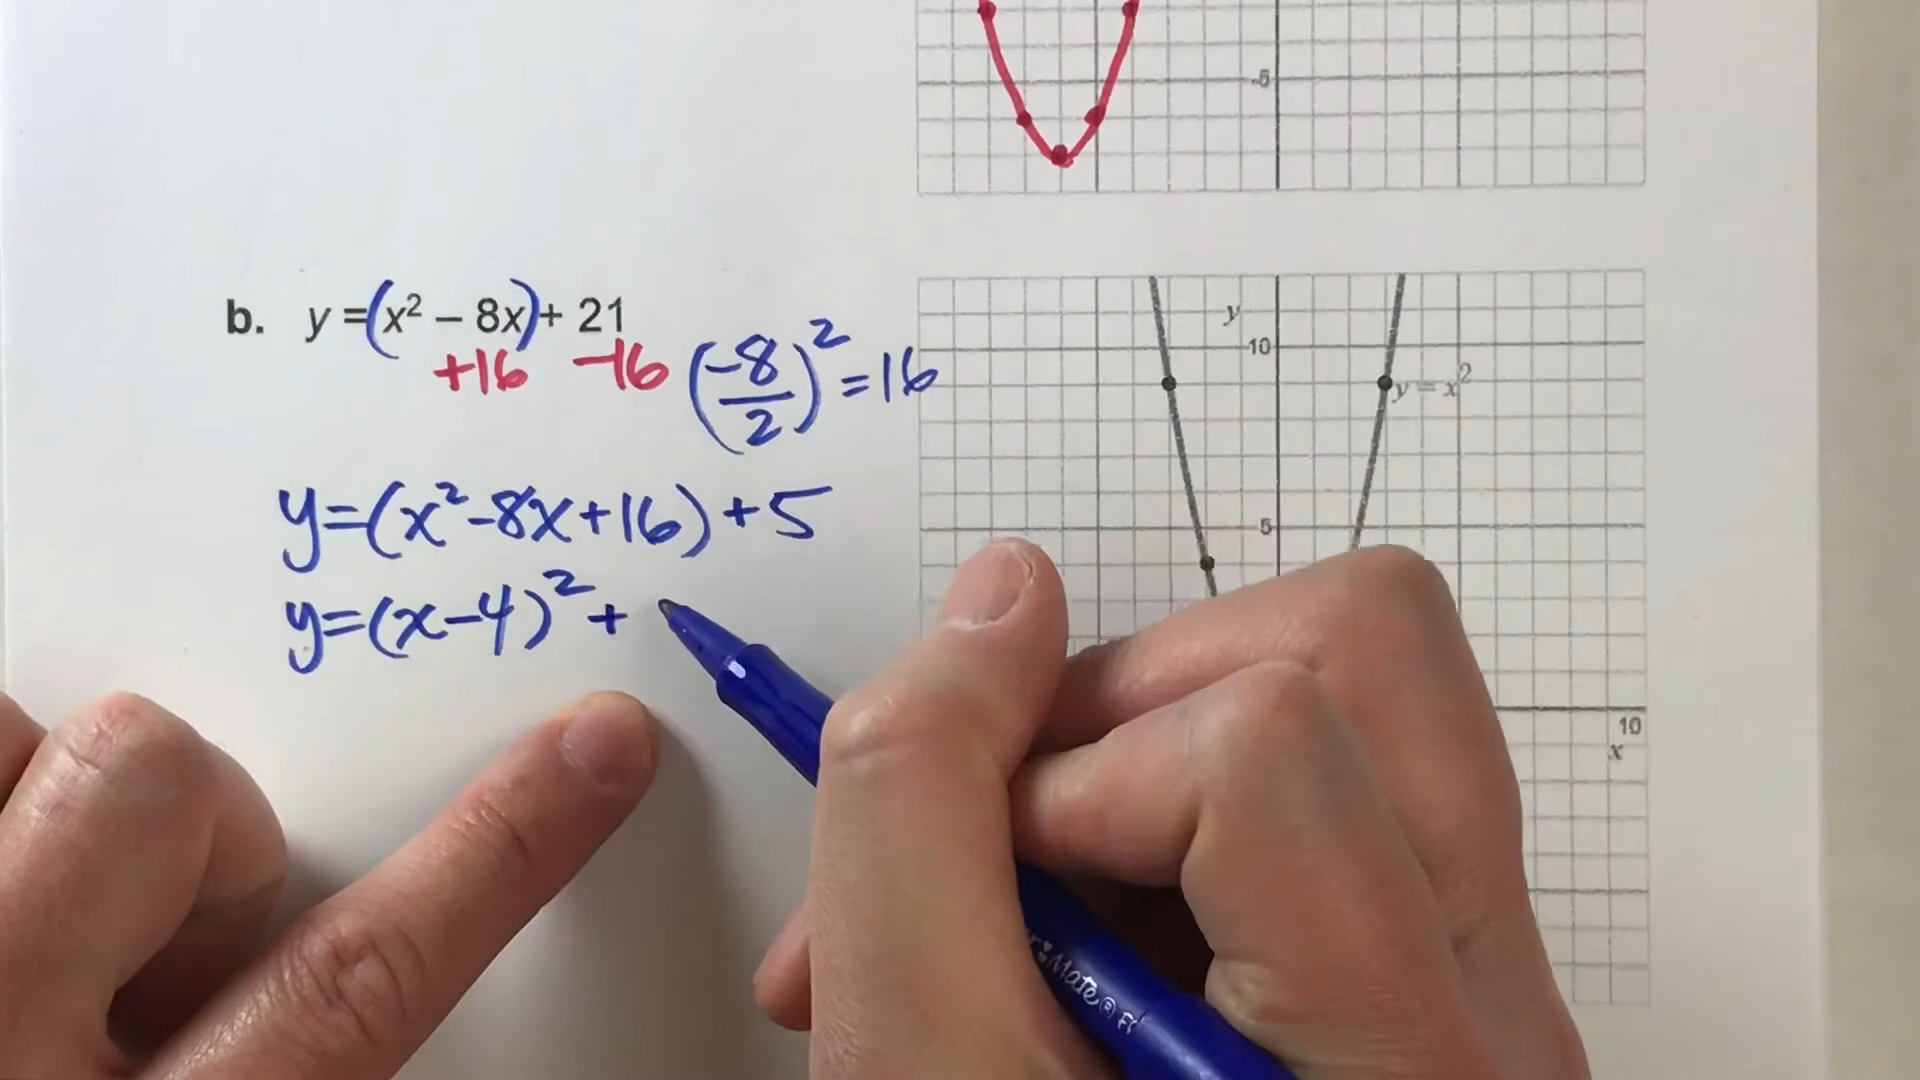 -5
b. y = (x² – 8x) + 21
+16 -16 (-8/2)² = 16
y = (x² - 8x + 16) + 5
y = (x - 4)² +
y
10
y = x²
5
10
x
Mate®